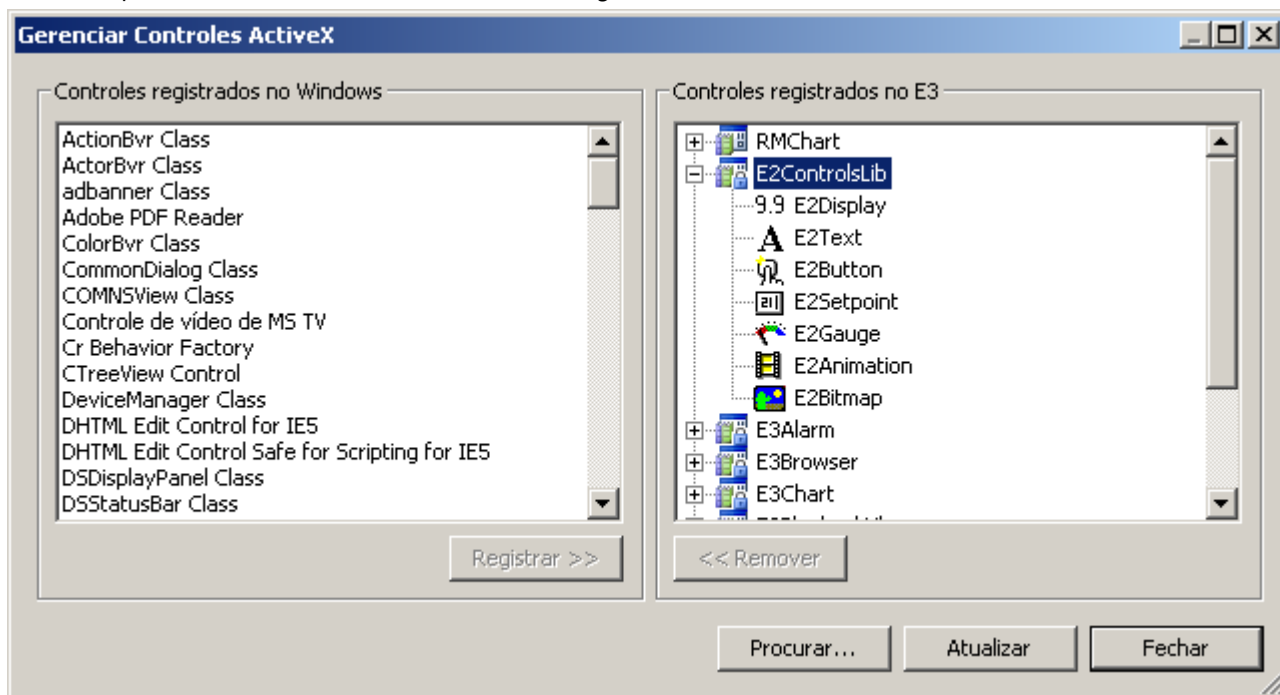 Gerenciar Controles ActiveX
Controles registrados no Windows
ActionBvr Class
ActorBvr Class
adbanner Class
Adobe PDF Reader
ColorBvr Class
CommonDialog Class
COMNSView Class
Controle de vídeo de MS TV
Cr Behavior Factory
CTreeView Control
DeviceManager Class
DHTML Edit Control for IE5
DHTML Edit Control Safe for Scripting for IE5
DSDisplayPanel Class
DSStatusBar Class
Registrar >>
Controles registrados no E3
RMChart
E2ControlsLib
9.9 E2Display
A E2Text
E2Button
E2Setpoint
E2Gauge
E2Animation
E2Bitmap
E3Alarm
E3Browser
E3Chart
<< Remover
Procurar...
Atualizar
Fechar